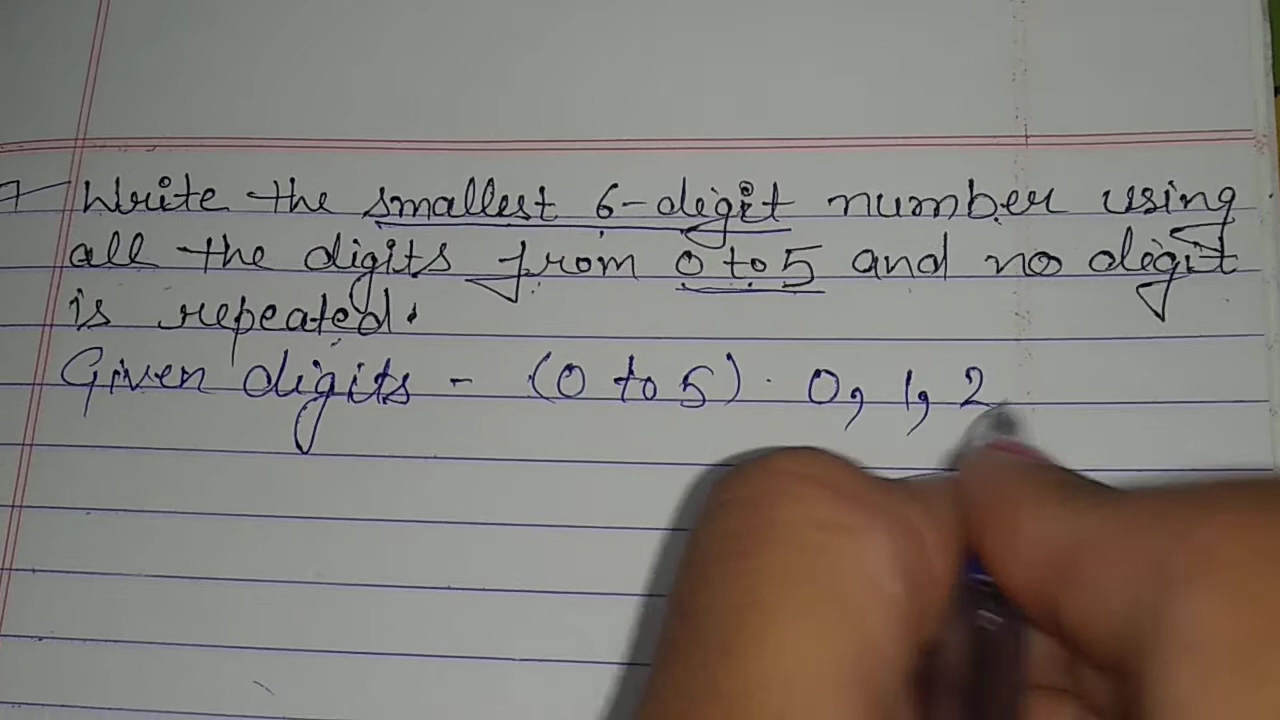 Write the smallest 6-digit number using
all the digits from 0 to 5 and no digit
is repeated.
Given digits - (0 to 5). 0, 1, 2